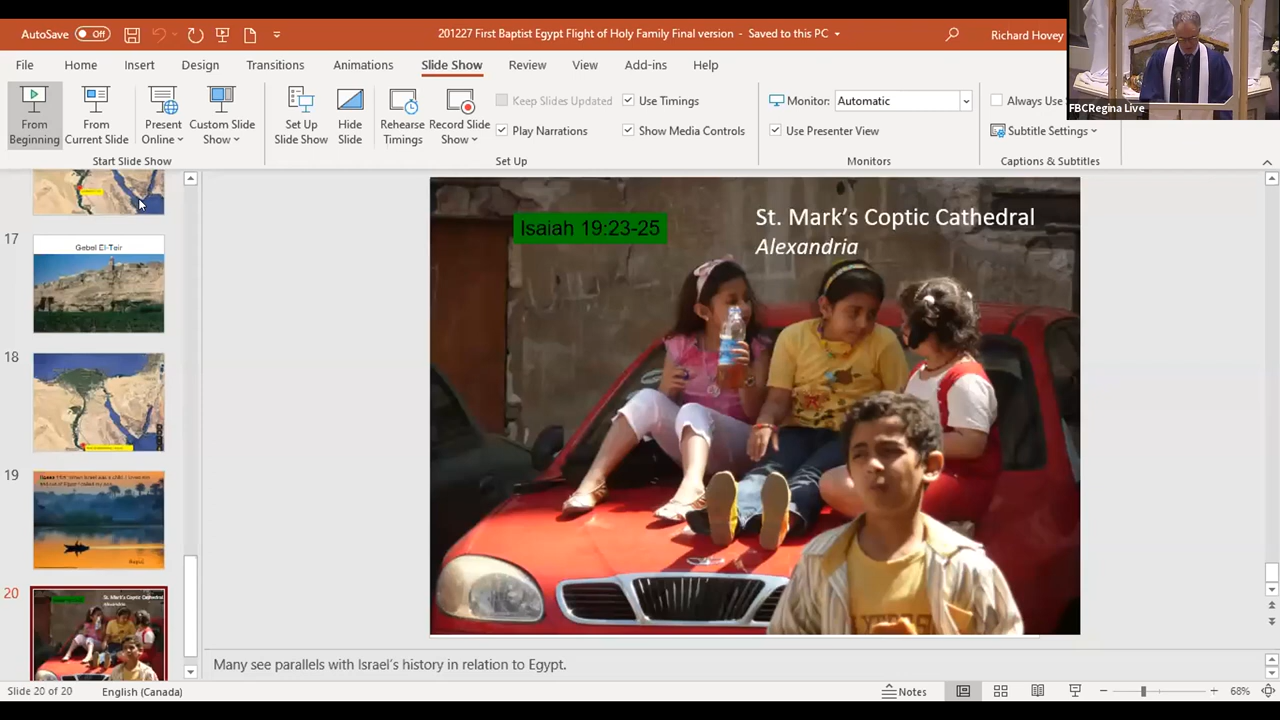 AutoSave Off 201227 First Baptist Egypt Flight of Holy Family Final version - Saved to this PC Richard Hovey
FBCRegina Live
File Home Insert Design Transitions Animations Slide Show Review View Add-ins Help
From Beginning
From Current Slide
Present Online
Custom Slide Show
Start Slide Show
Set Up Slide Show
Hide Slide
Rehearse Timings
Record Slide Show
Keep Slides Updated
Play Narrations
Use Timings
Show Media Controls
Set Up
Monitor: Automatic
Use Presenter View
Monitors
Always Use
Subtitle Settings
Captions & Subtitles
17
Gebel El-Teir
18
19
20
St. Mark's Coptic Cathedral
Alexandria
Isaiah 19:23-25
St. Mark's Coptic Cathedral
Alexandria
Many see parallels with Israel's history in relation to Egypt.
Slide 20 of 20 English (Canada) Notes 68%